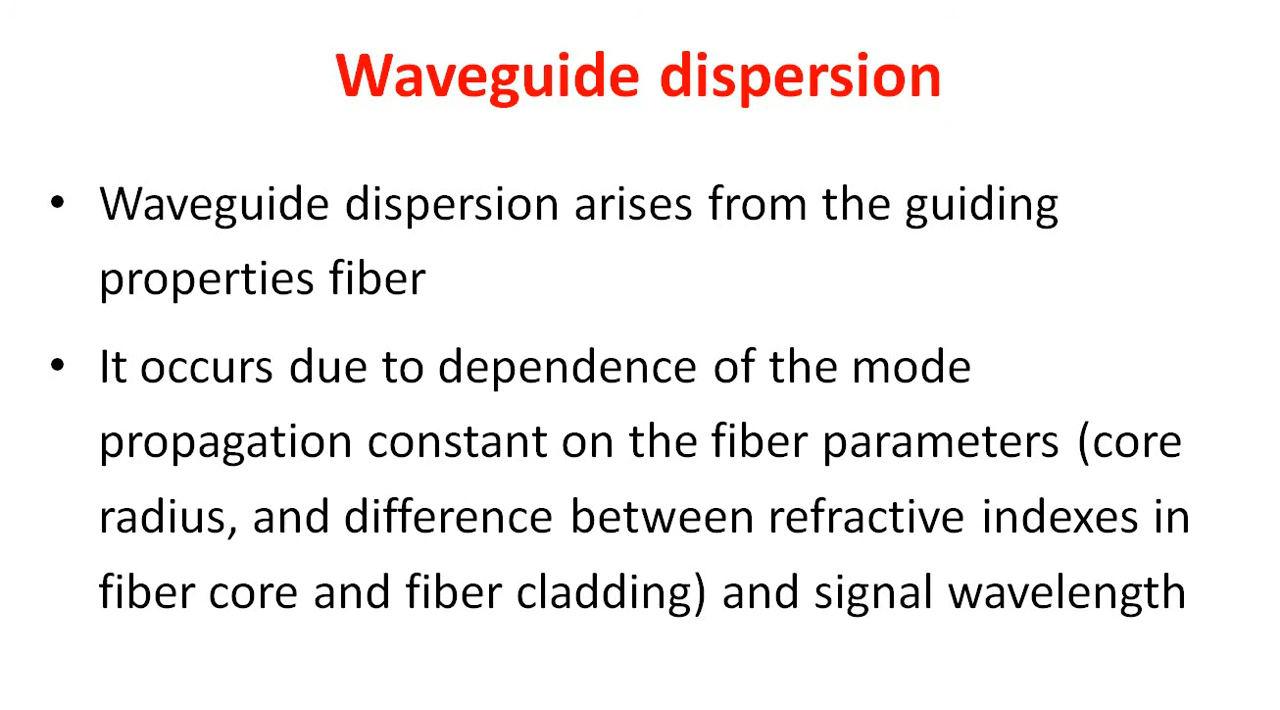 Waveguide dispersion
• Waveguide dispersion arises from the guiding
properties fiber
• It occurs due to dependence of the mode
propagation constant on the fiber parameters (core
radius, and difference between refractive indexes in
fiber core and fiber cladding) and signal wavelength